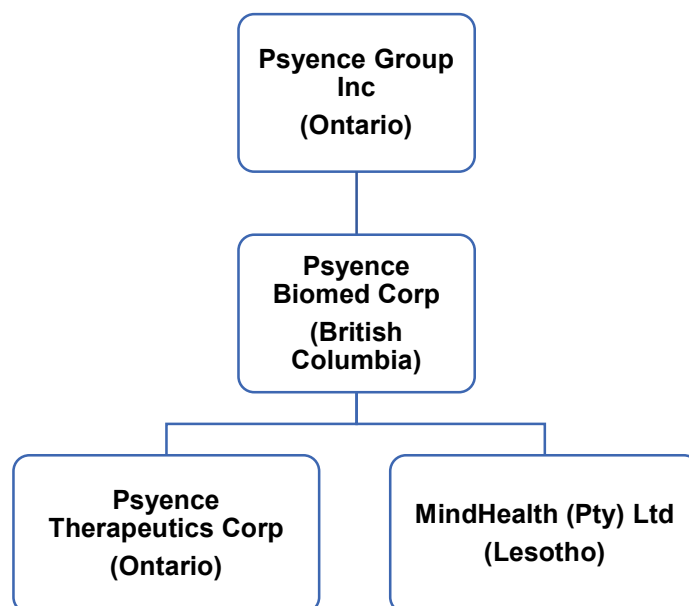 Psyence Group
Inc
(Ontario)
Psyence
Biomed Corp
(British
Columbia)
Psyence
Therapeutics Corp
(Ontario)
MindHealth (Pty) Ltd
(Lesotho)